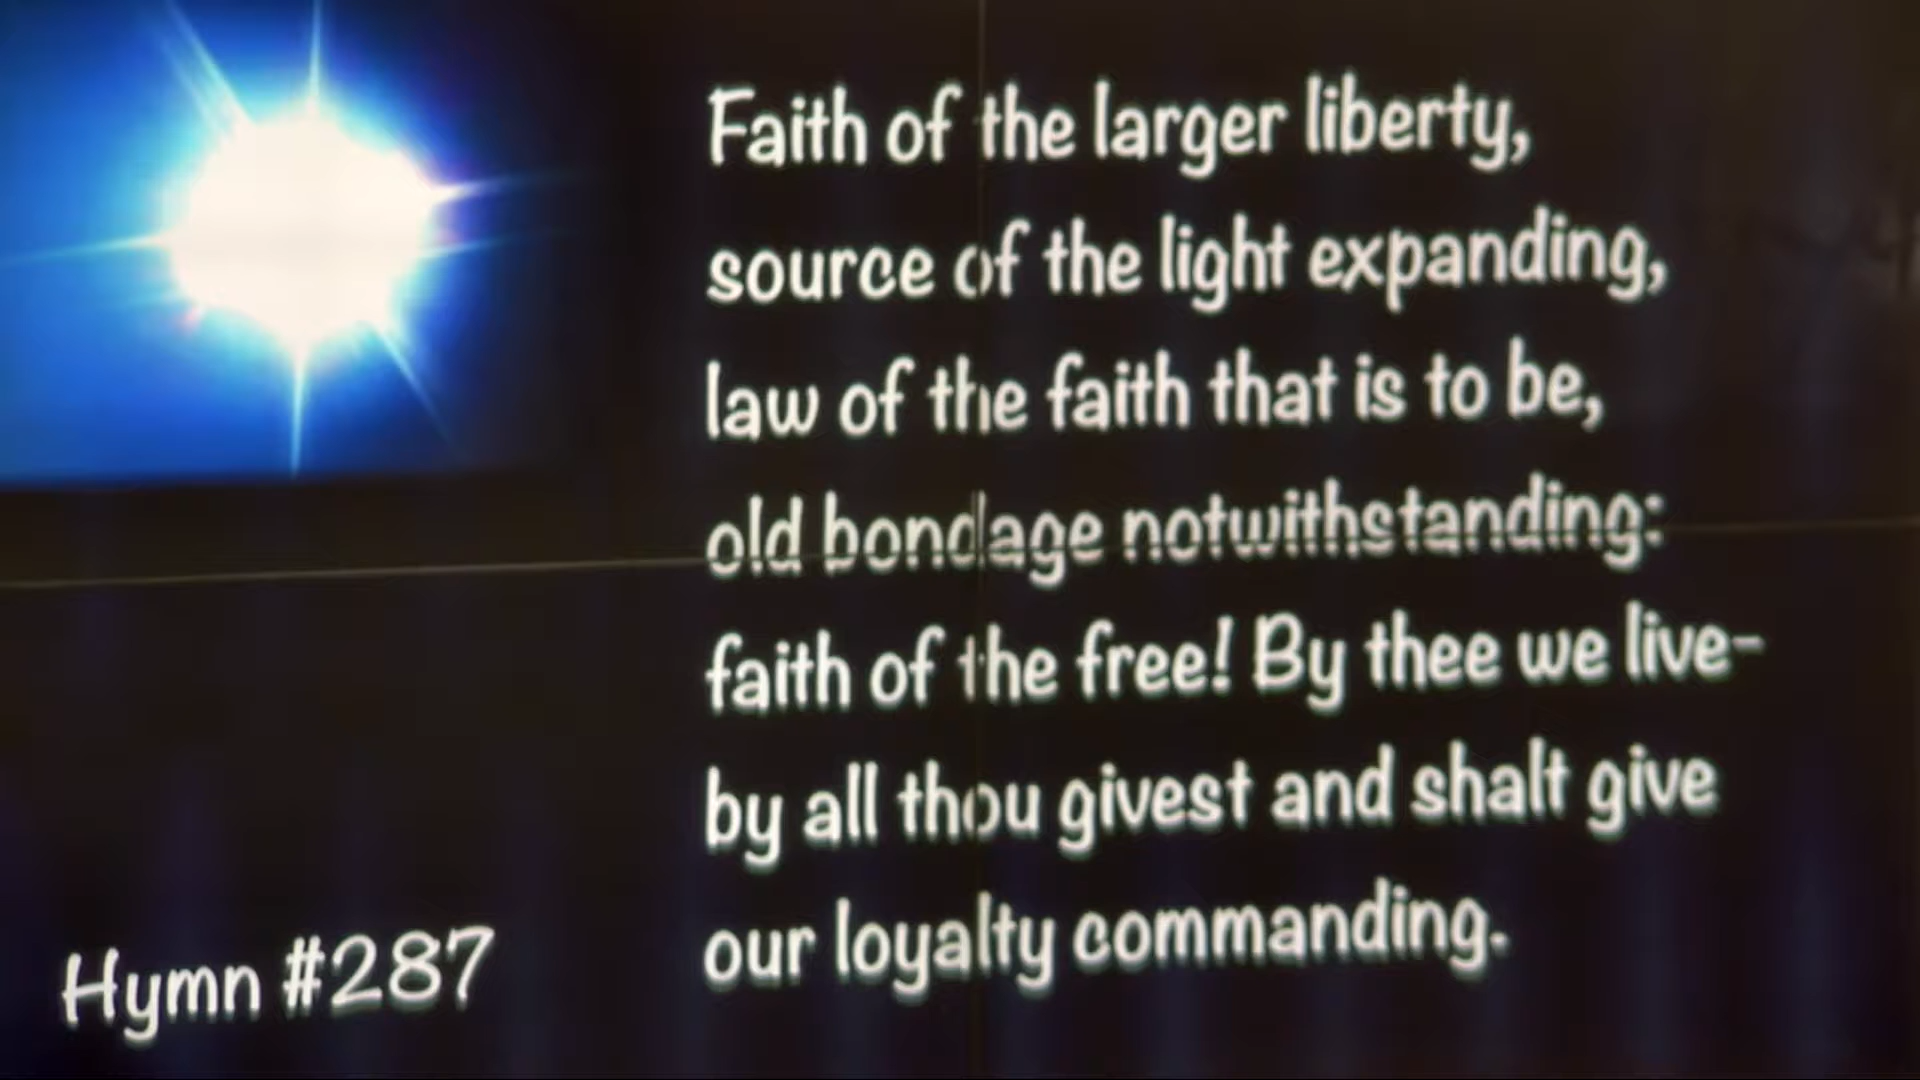 Faith of the larger liberty,
source of the light expanding,
law of the faith that is to be,
old bondage notwithstanding:
faith of the free! By thee we live-
by all thou givest and shalt give
our loyalty commanding.
Hymn #287